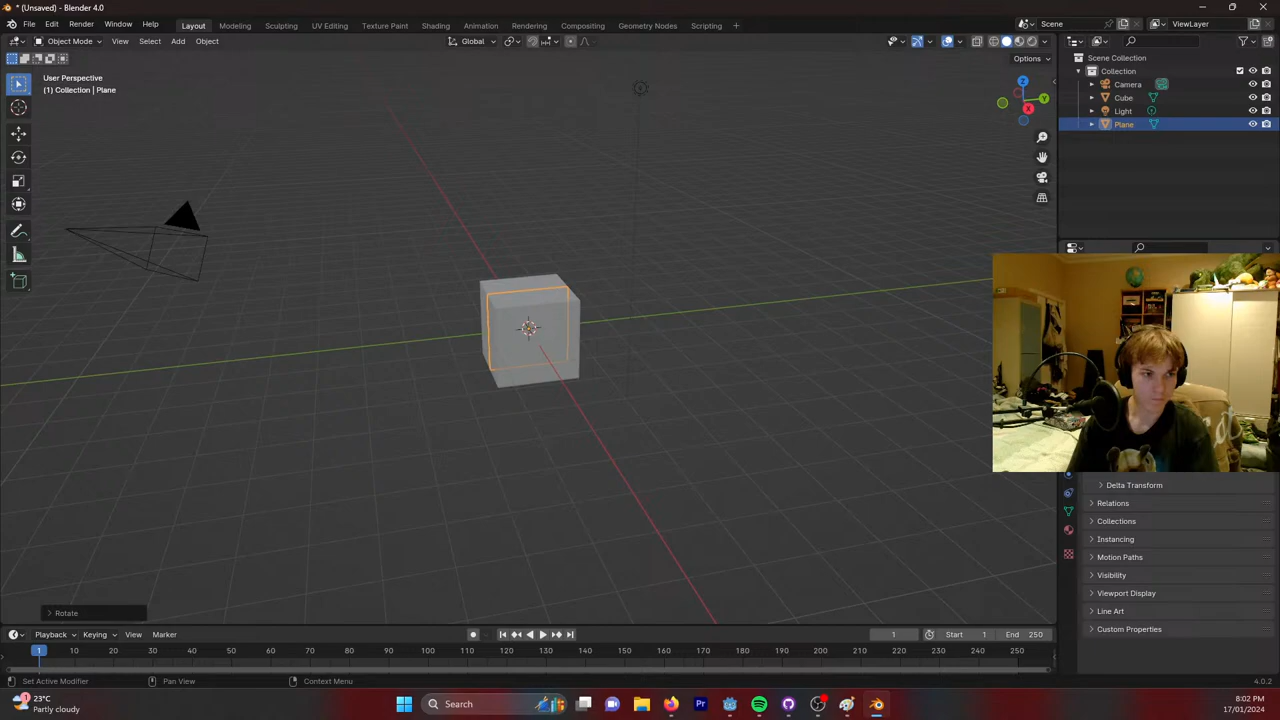 * (Unsaved) - Blender 4.0
File Edit Render Window Help Layout Modeling Sculpting UV Editing Texture Paint Shading Animation Rendering Compositing Geometry Nodes Scripting + Scene ViewLayer
Object Mode View Select Add Object Global
Options
User Perspective
(1) Collection | Plane
Scene Collection
Collection
Camera
Cube
Light
Plane
Z
Y
X
Delta Transform
Relations
Collections
Instancing
Motion Paths
Visibility
Viewport Display
Line Art
Custom Properties
Rotate
Playback Keying View Marker 1 Start 1 End 250
1 10 20 30 40 50 60 70 80 90 100 110 120 130 140 150 160 170 180 190 200 210 220 230 240 250
Set Active Modifier Pan View Context Menu 4.0.2
23°C
Partly cloudy
Search
Pr
8:02 PM
17/01/2024